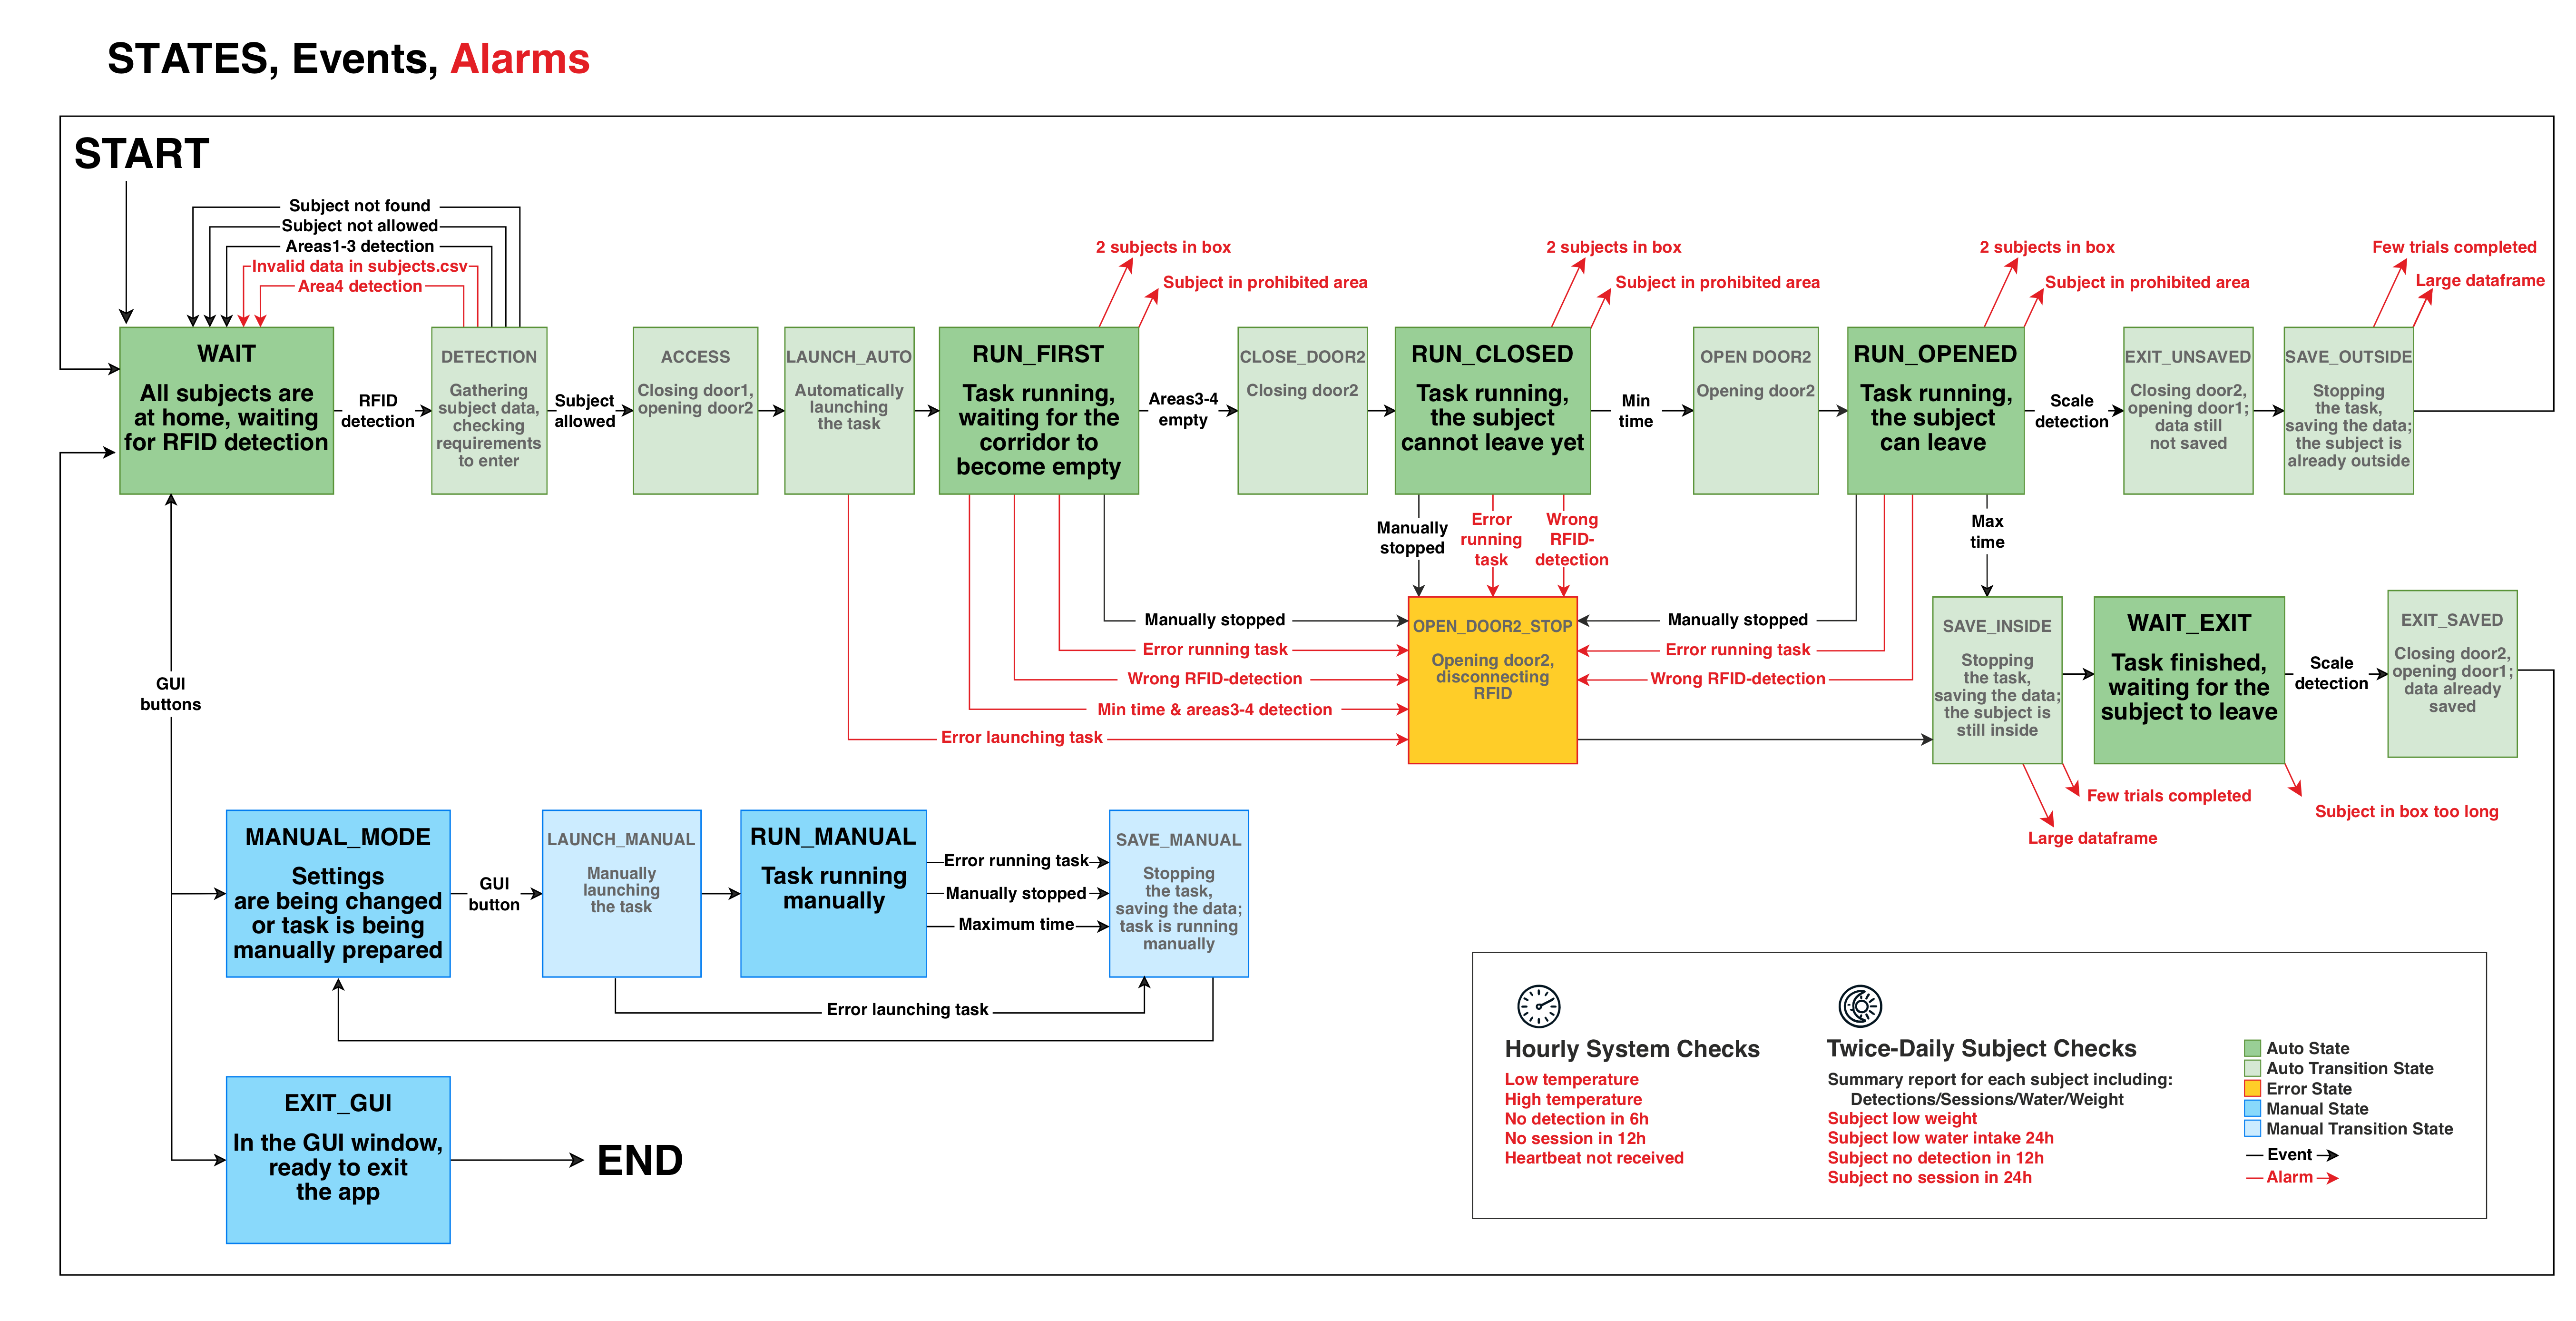 STATES, Events, Alarms
START
Subject not found
Subject not allowed
Areas1-3 detection
Invalid data in subjects.csv
Area4 detection
2 subjects in box
Subject in prohibited area
2 subjects in box
Subject in prohibited area
2 subjects in box
Subject in prohibited area
Few trials completed
Large dataframe
WAIT
All subjects are
at home, waiting
for RFID detection
RFID
detection
DETECTION
Gathering
subject data,
checking
requirements
to enter
Subject
allowed
ACCESS
Closing door1,
opening door2
LAUNCH_AUTO
Automatically
launching
the task
RUN_FIRST
Task running,
waiting for the
corridor to
become empty
Areas3-4
empty
CLOSE_DOOR2
Closing door2
RUN_CLOSED
Task running,
the subject
cannot leave yet
Min
time
OPEN DOOR2
Opening door2
RUN_OPENED
Task running,
the subject
can leave
Scale
detection
EXIT_UNSAVED
Closing door2,
opening door1;
data still
not saved
SAVE_OUTSIDE
Stopping
the task,
saving the data;
the subject is
already outside
Manually
stopped
Error
running
task
Wrong
RFID-
detection
Max
time
Manually stopped
Error running task
Wrong RFID-detection
Min time & areas3-4 detection
Error launching task
OPEN_DOOR2_STOP
Opening door2,
disconnecting
RFID
Manually stopped
Error running task
Wrong RFID-detection
SAVE_INSIDE
Stopping
the task,
saving the data;
the subject is
still inside
WAIT_EXIT
Task finished,
waiting for the
subject to leave
Scale
detection
EXIT_SAVED
Closing door2,
opening door1;
data already
saved
Few trials completed
Large dataframe
Subject in box too long
GUI
buttons
MANUAL_MODE
Settings
are being changed
or task is being
manually prepared
GUI
button
LAUNCH_MANUAL
Manually
launching
the task
RUN_MANUAL
Task running
manually
Error running task
Manually stopped
Maximum time
SAVE_MANUAL
Stopping
the task,
saving the data;
task is running
manually
Error launching task
EXIT_GUI
In the GUI window,
ready to exit
the app
END
Hourly System Checks
Low temperature
High temperature
No detection in 6h
No session in 12h
Heartbeat not received
Twice-Daily Subject Checks
Summary report for each subject including:
Detections/Sessions/Water/Weight
Subject low weight
Subject low water intake 24h
Subject no detection in 12h
Subject no session in 24h
Auto State
Auto Transition State
Error State
Manual State
Manual Transition State
Event
Alarm